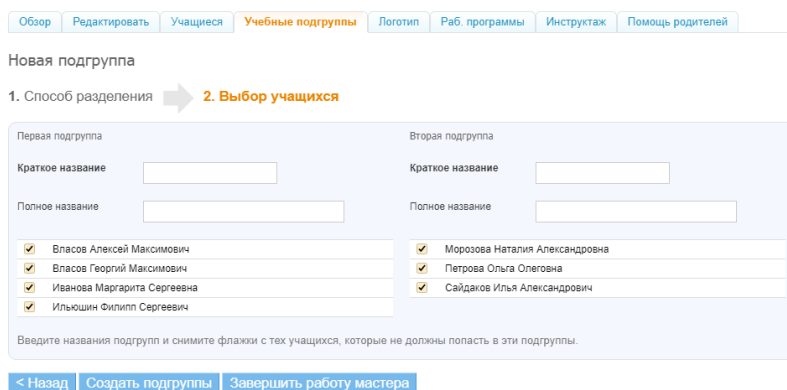 Обзор Редактировать Учащиеся Учебные подгруппы Логотип Раб. программы Инструктаж Помощь родителей
Новая подгруппа
1. Способ разделения 2. Выбор учащихся
Первая подгруппа
Краткое название
Полное название
Власов Алексей Максимович
Власов Георгий Максимович
Иванова Маргарита Сергеевна
Ильюшин Филипп Сергеевич
Вторая подгруппа
Краткое название
Полное название
Морозова Наталия Александровна
Петрова Ольга Олеговна
Сайдаков Илья Александрович
Введите названия подгрупп и снимите флажки с тех учащихся, которые не должны попасть в эти подгруппы.
< Назад Создать подгруппы Завершить работу мастера